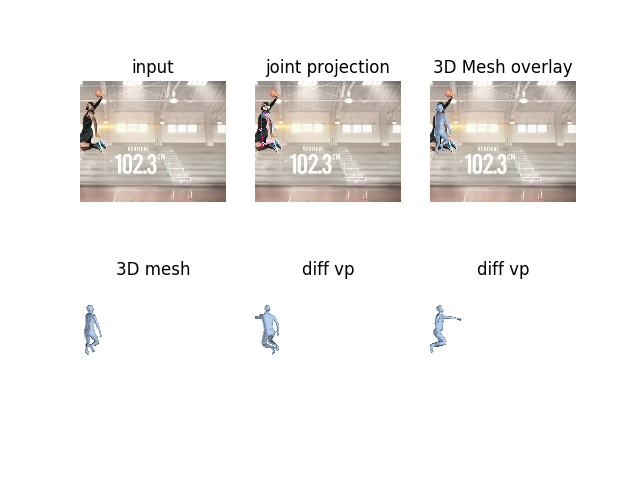 input
joint projection
3D Mesh overlay
VERTICAL
102.3CM
VERTICAL
102.3CM
VERTICAL
102.3CM
3D mesh
diff vp
diff vp